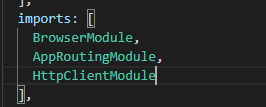 ],
imports: [
BrowserModule,
AppRoutingModule,
HttpClientModule
],